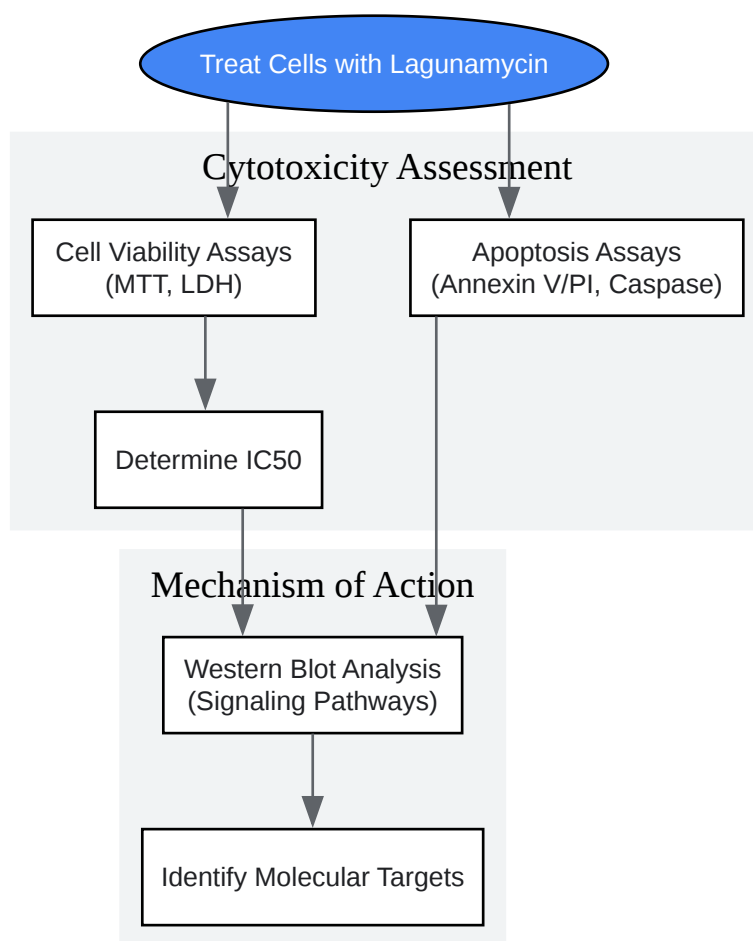 Treat Cells with Lagunamycin
Cytotoxicity Assessment
Cell Viability Assays
(MTT, LDH)
Apoptosis Assays
(Annexin V/PI, Caspase)
Determine IC50
Mechanism of Action
Western Blot Analysis
(Signaling Pathways)
Identify Molecular Targets